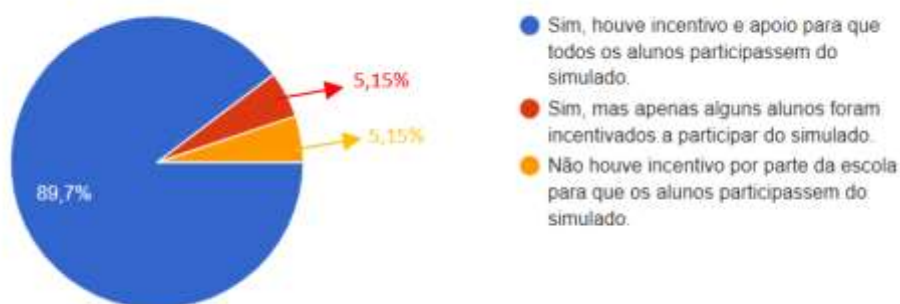 5,15%
5,15%
89,7%
Sim, houve incentivo e apoio para que
todos os alunos participassem do
simulado.
Sim, mas apenas alguns alunos foram
incentivados a participar do simulado.
Não houve incentivo por parte da escola
para que os alunos participassem do
simulado.